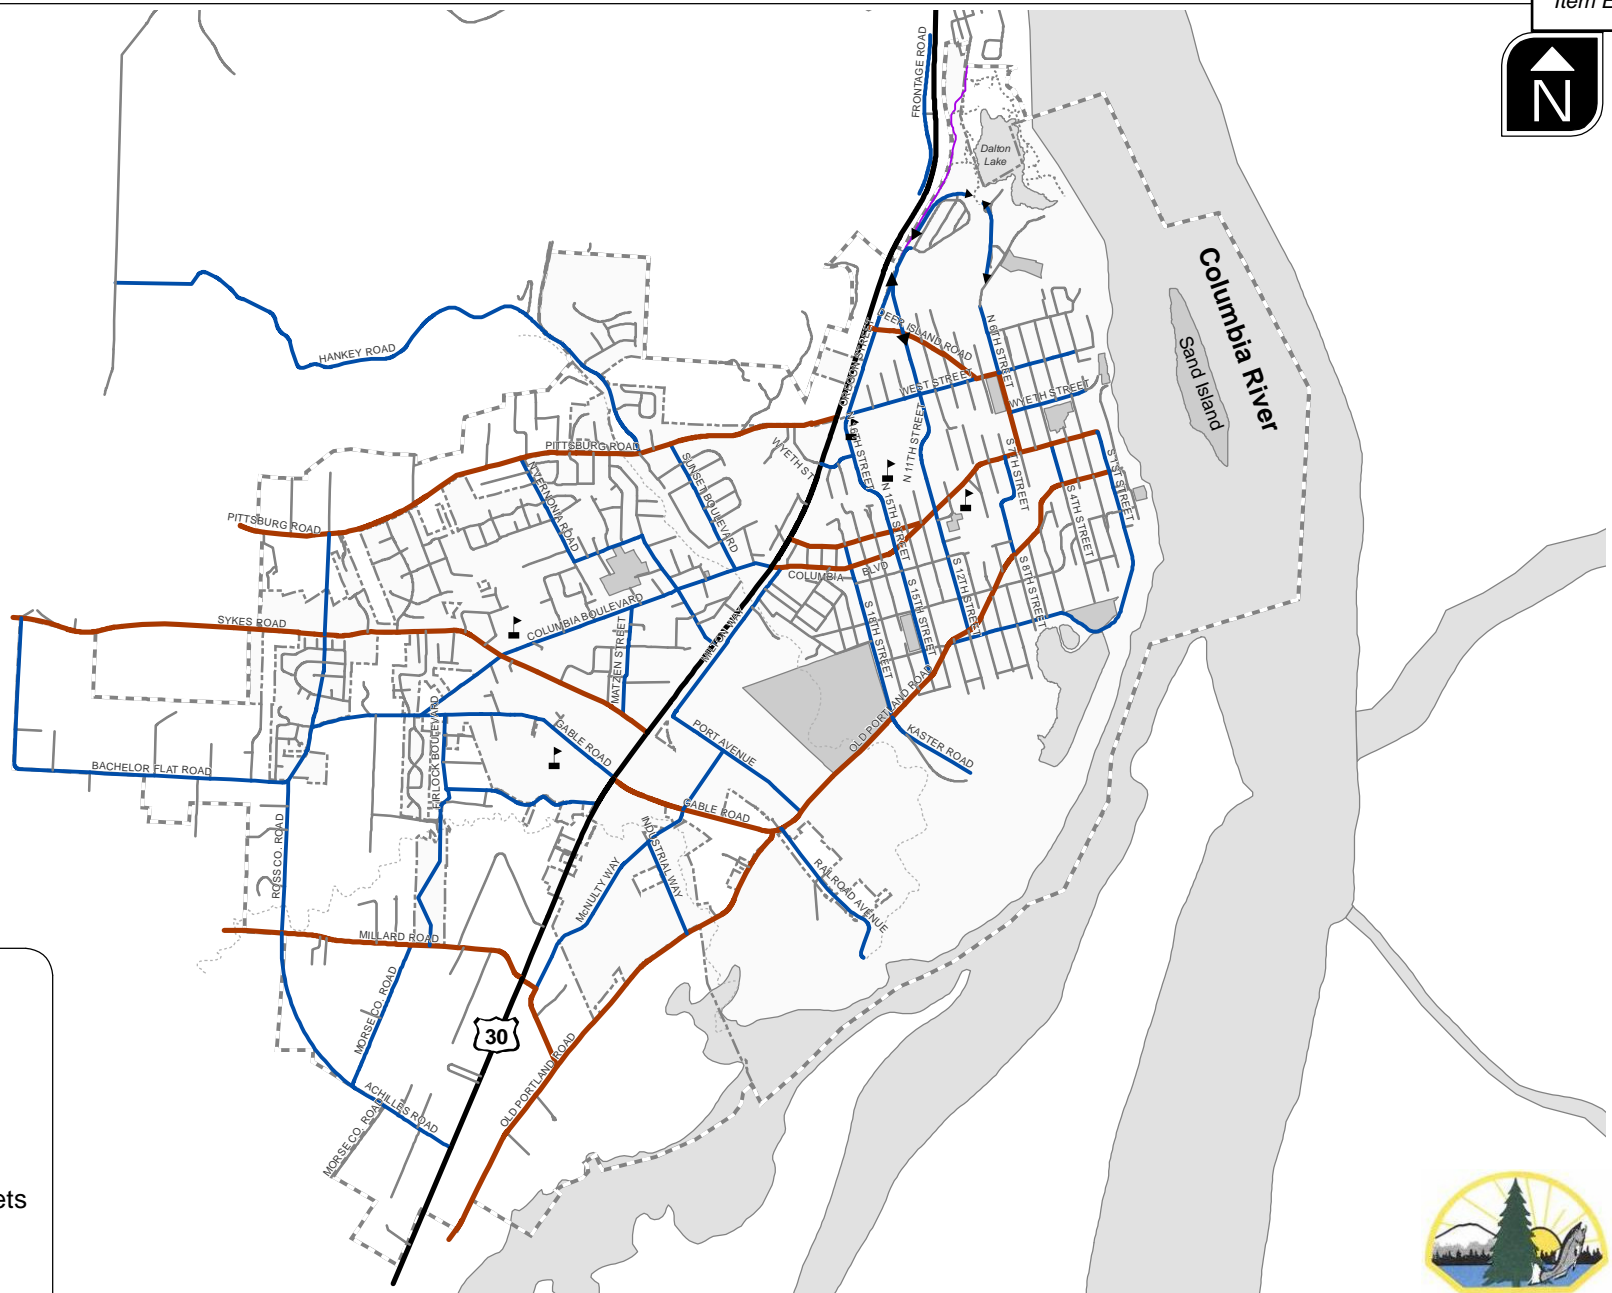 Item E
N
FRONTAGE ROAD
Dalton
Lake
Columbia River
Sand Island
HANKEY ROAD
DEER ISLAND ROAD
OREGON STREET
N 6TH STREET
WEST STREET
WYETH STREET
PITTSBURG ROAD
WYETH ST
N 11TH STREET
S 7TH STREET
S 1ST STREET
N VERNONIA ROAD
SUNSET BOULEVARD
N 15TH STREET
S 4TH STREET
PITTSBURG ROAD
COLUMBIA BLVD
S 12TH STREET
S 8TH STREET
SYKES ROAD
COLUMBIA BOULEVARD
MILTON WAY
S 18TH STREET
S 15TH STREET
MATZEN STREET
FIRLOCK BOULEVARD
GABLE ROAD
PORT AVENUE
OLD PORTLAND ROAD
KASTER ROAD
BACHELOR FLAT ROAD
GABLE ROAD
ROSS CO. ROAD
INDUSTRIAL WAY
McNULTY WAY
RAILROAD AVENUE
MILLARD ROAD
MORSE CO. ROAD
30
OLD PORTLAND ROAD
ACHILLES ROAD
MORSE CO. ROAD
ets